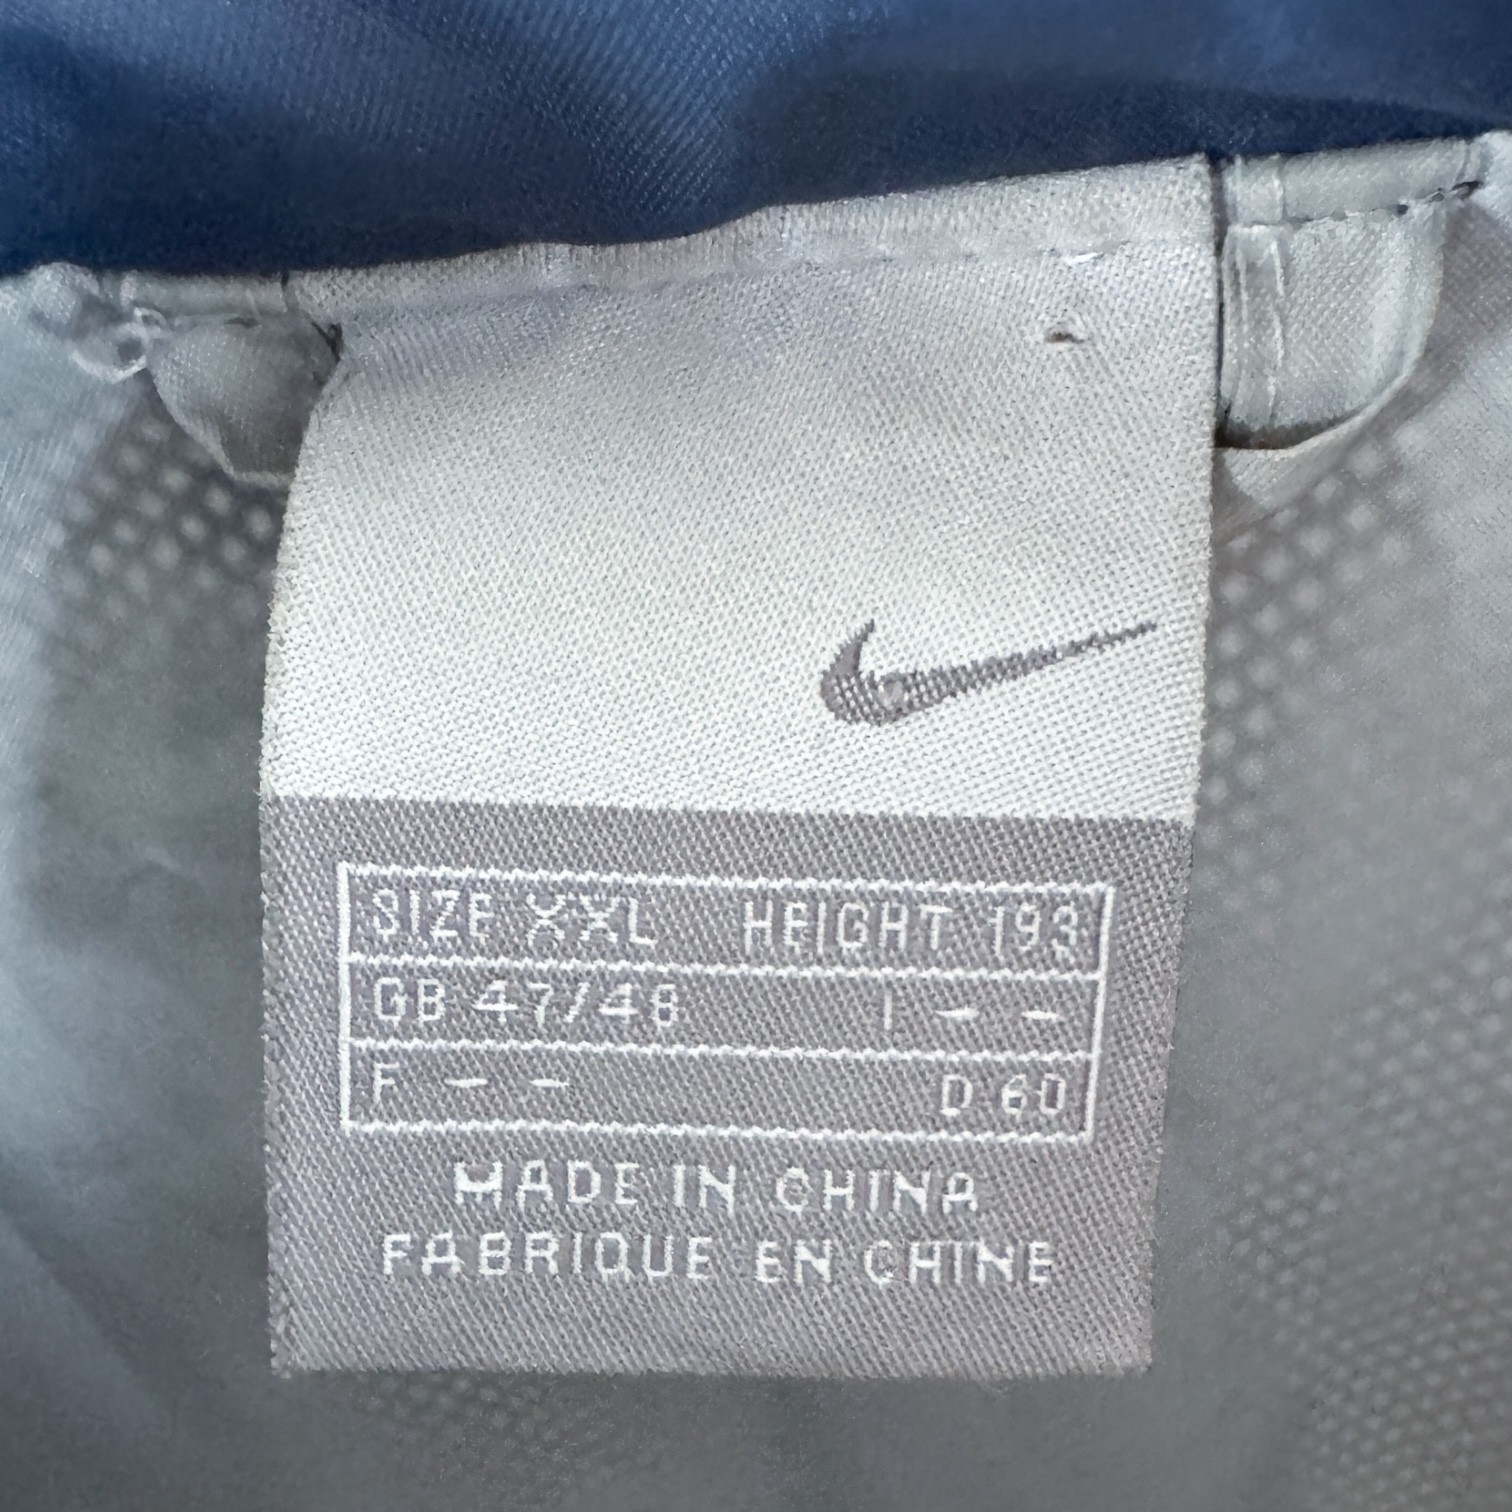 SIZE XXL HEIGHT 193
GB 47/48 I - -
F - - D 60
MADE IN CHINA
FABRIQUE EN CHINE